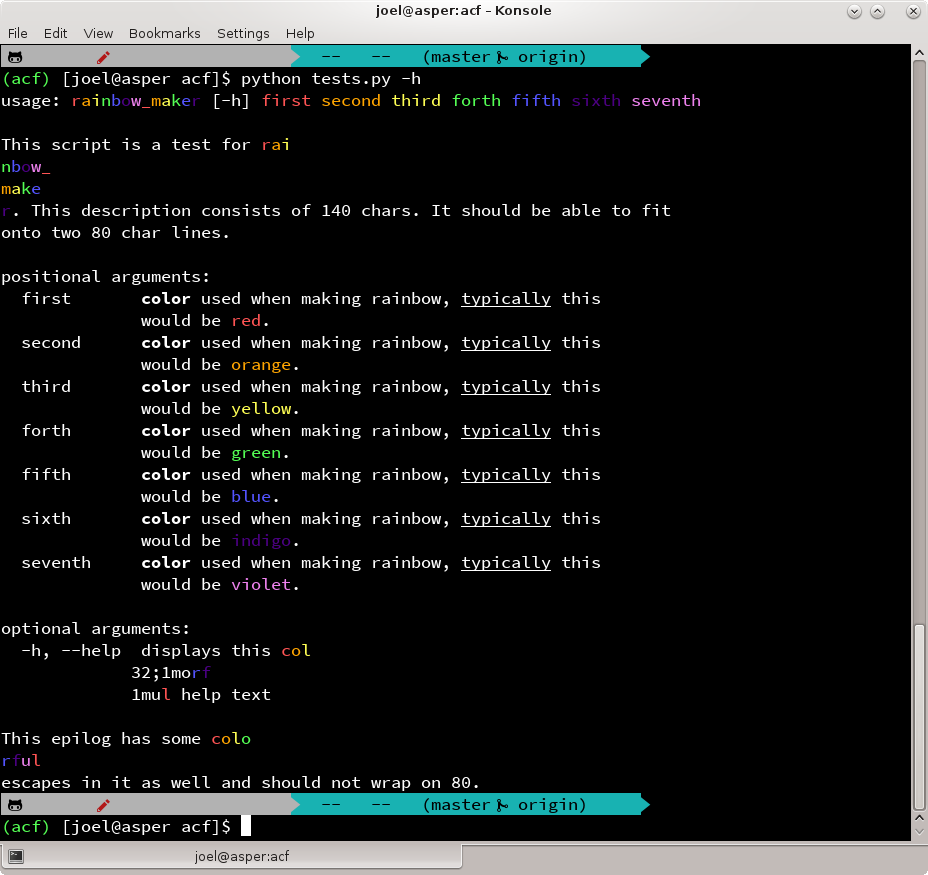 joel@asper:acf – Konsole
File Edit View Bookmarks Settings Help
-- -- (master origin)
(acf) [joel@asper acf]$ python tests.py -h
usage: rainbow_maker [-h] first second third forth fifth sixth seventh
This script is a test for rai
nbow_
make
r. This description consists of 140 chars. It should be able to fit
onto two 80 char lines.
positional arguments:
first color used when making rainbow, typically this
would be red.
second color used when making rainbow, typically this
would be orange.
third color used when making rainbow, typically this
would be yellow.
forth color used when making rainbow, typically this
would be green.
fifth color used when making rainbow, typically this
would be blue.
sixth color used when making rainbow, typically this
would be indigo.
seventh color used when making rainbow, typically this
would be violet.
optional arguments:
-h, --help displays this col
32;1morf
1mul help text
This epilog has some colo
rful
escapes in it as well and should not wrap on 80.
-- -- (master origin)
(acf) [joel@asper acf]$
joel@asper:acf